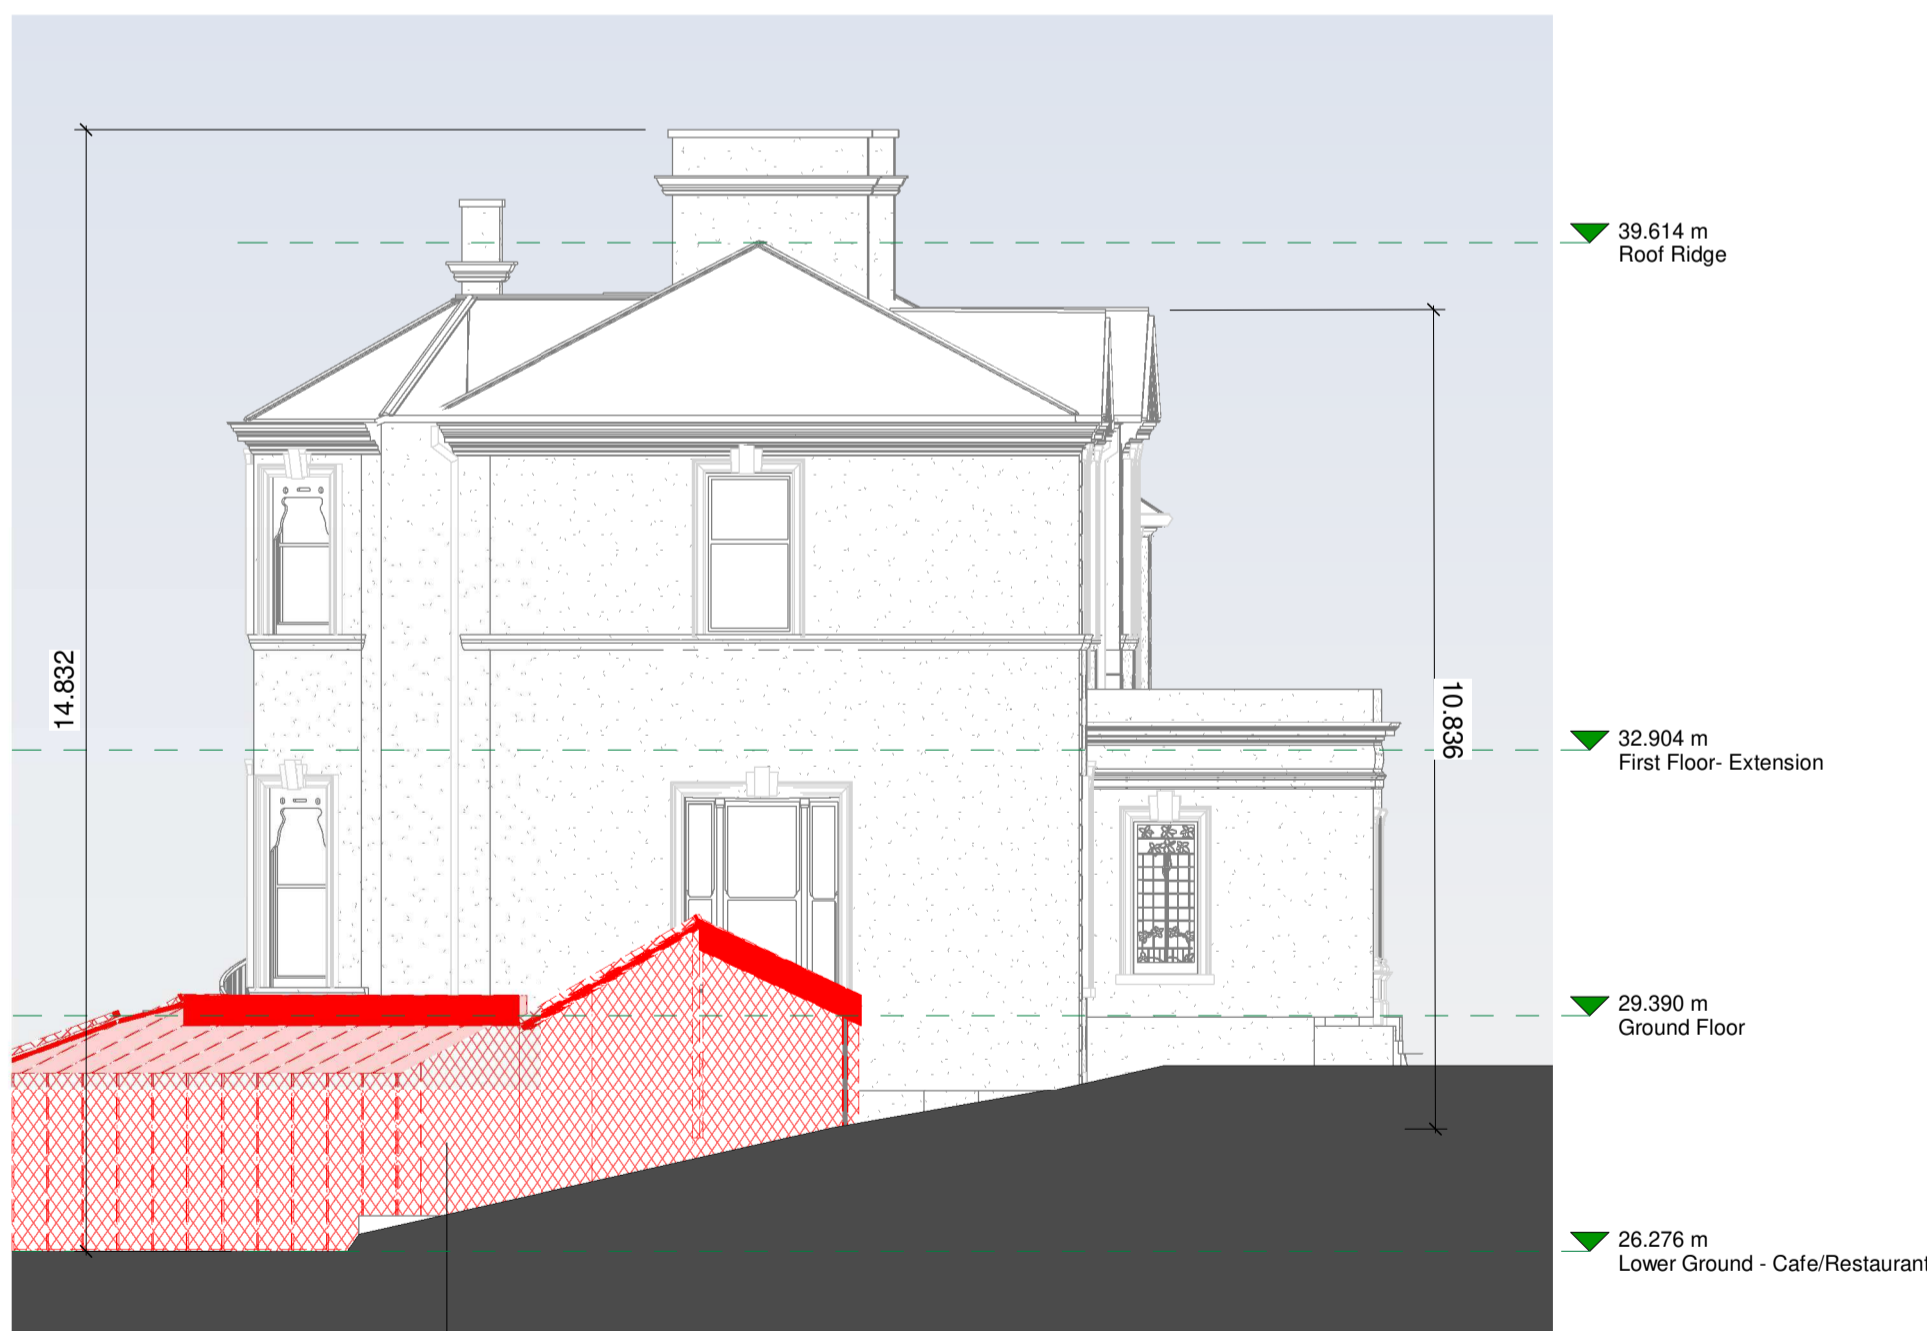 39.614 m
Roof Ridge
14.832
10.836
32.904 m
First Floor- Extension
29.390 m
Ground Floor
26.276 m
Lower Ground - Cafe/Restaurant